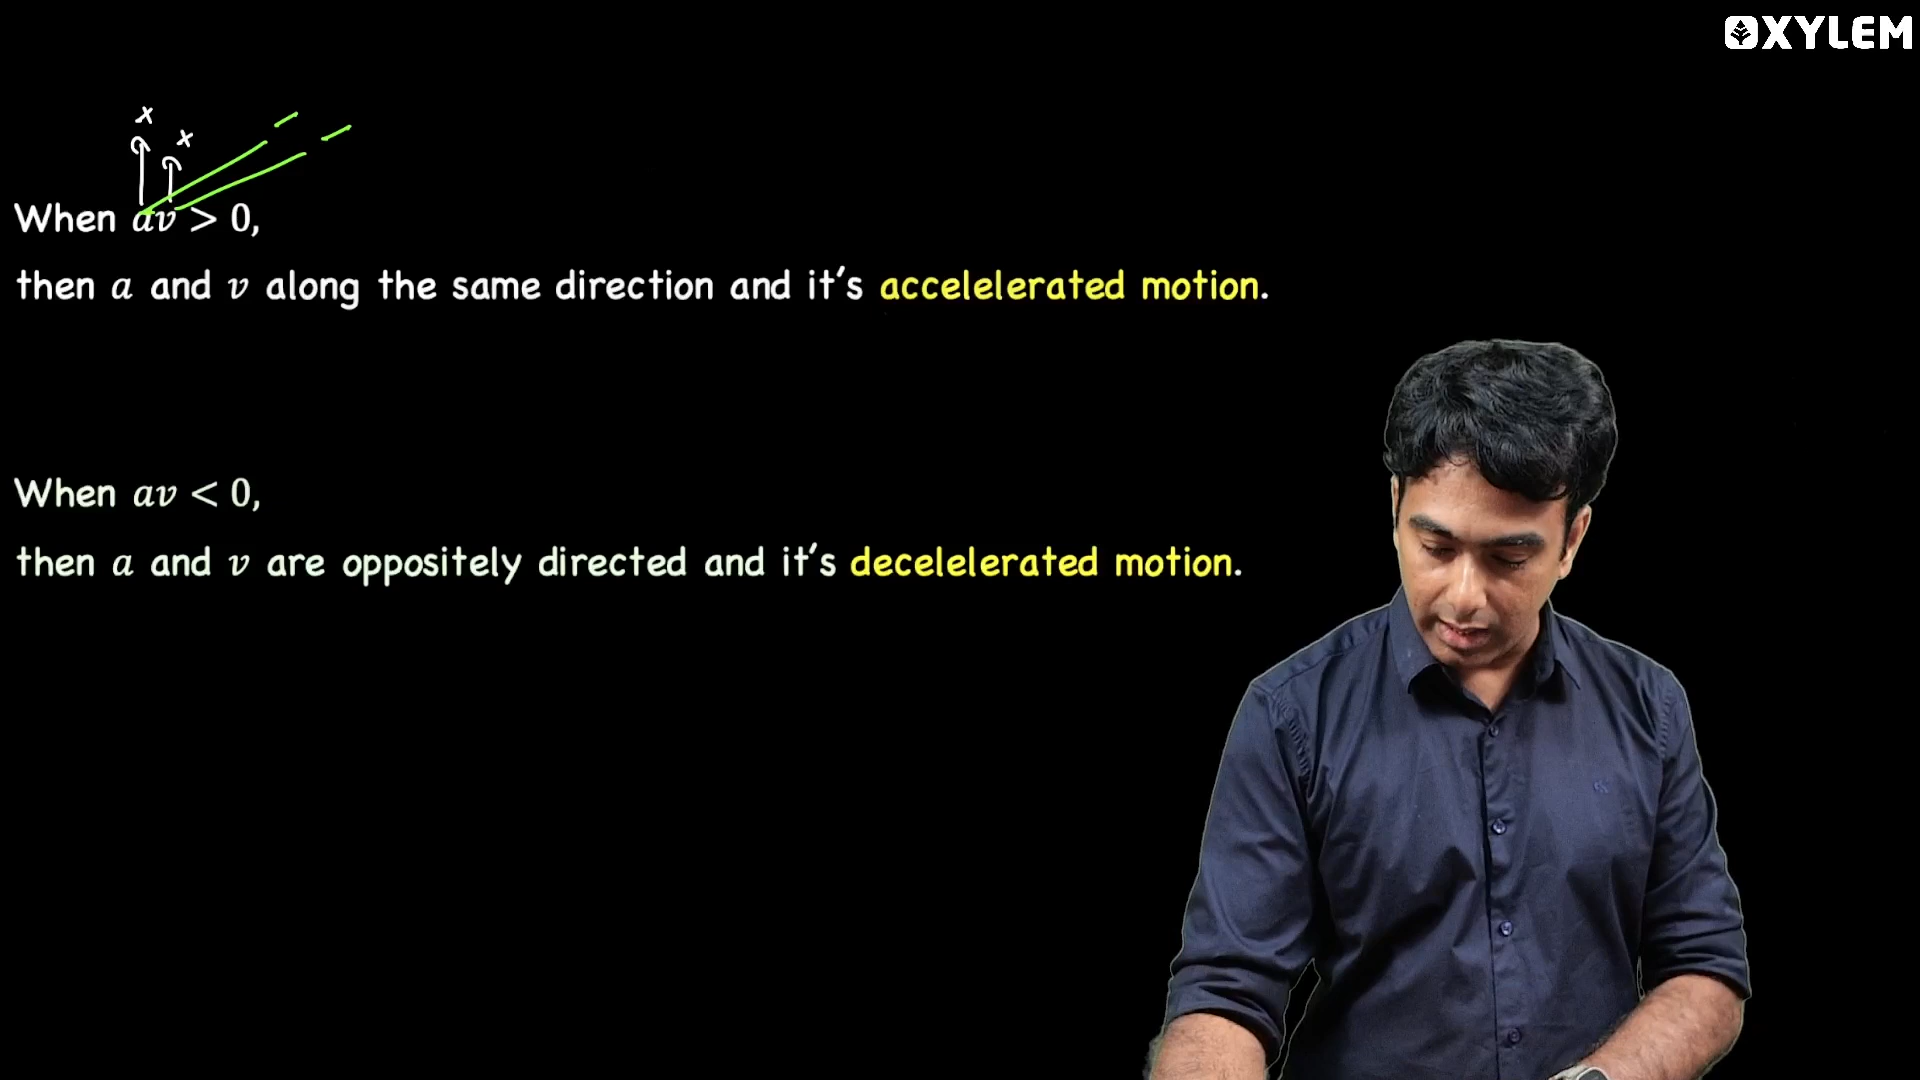 OXYLEM
x
x
When av > 0,
then a and v along the same direction and it's accelelerated motion.
When av < 0,
then a and v are oppositely directed and it's decelelerated motion.